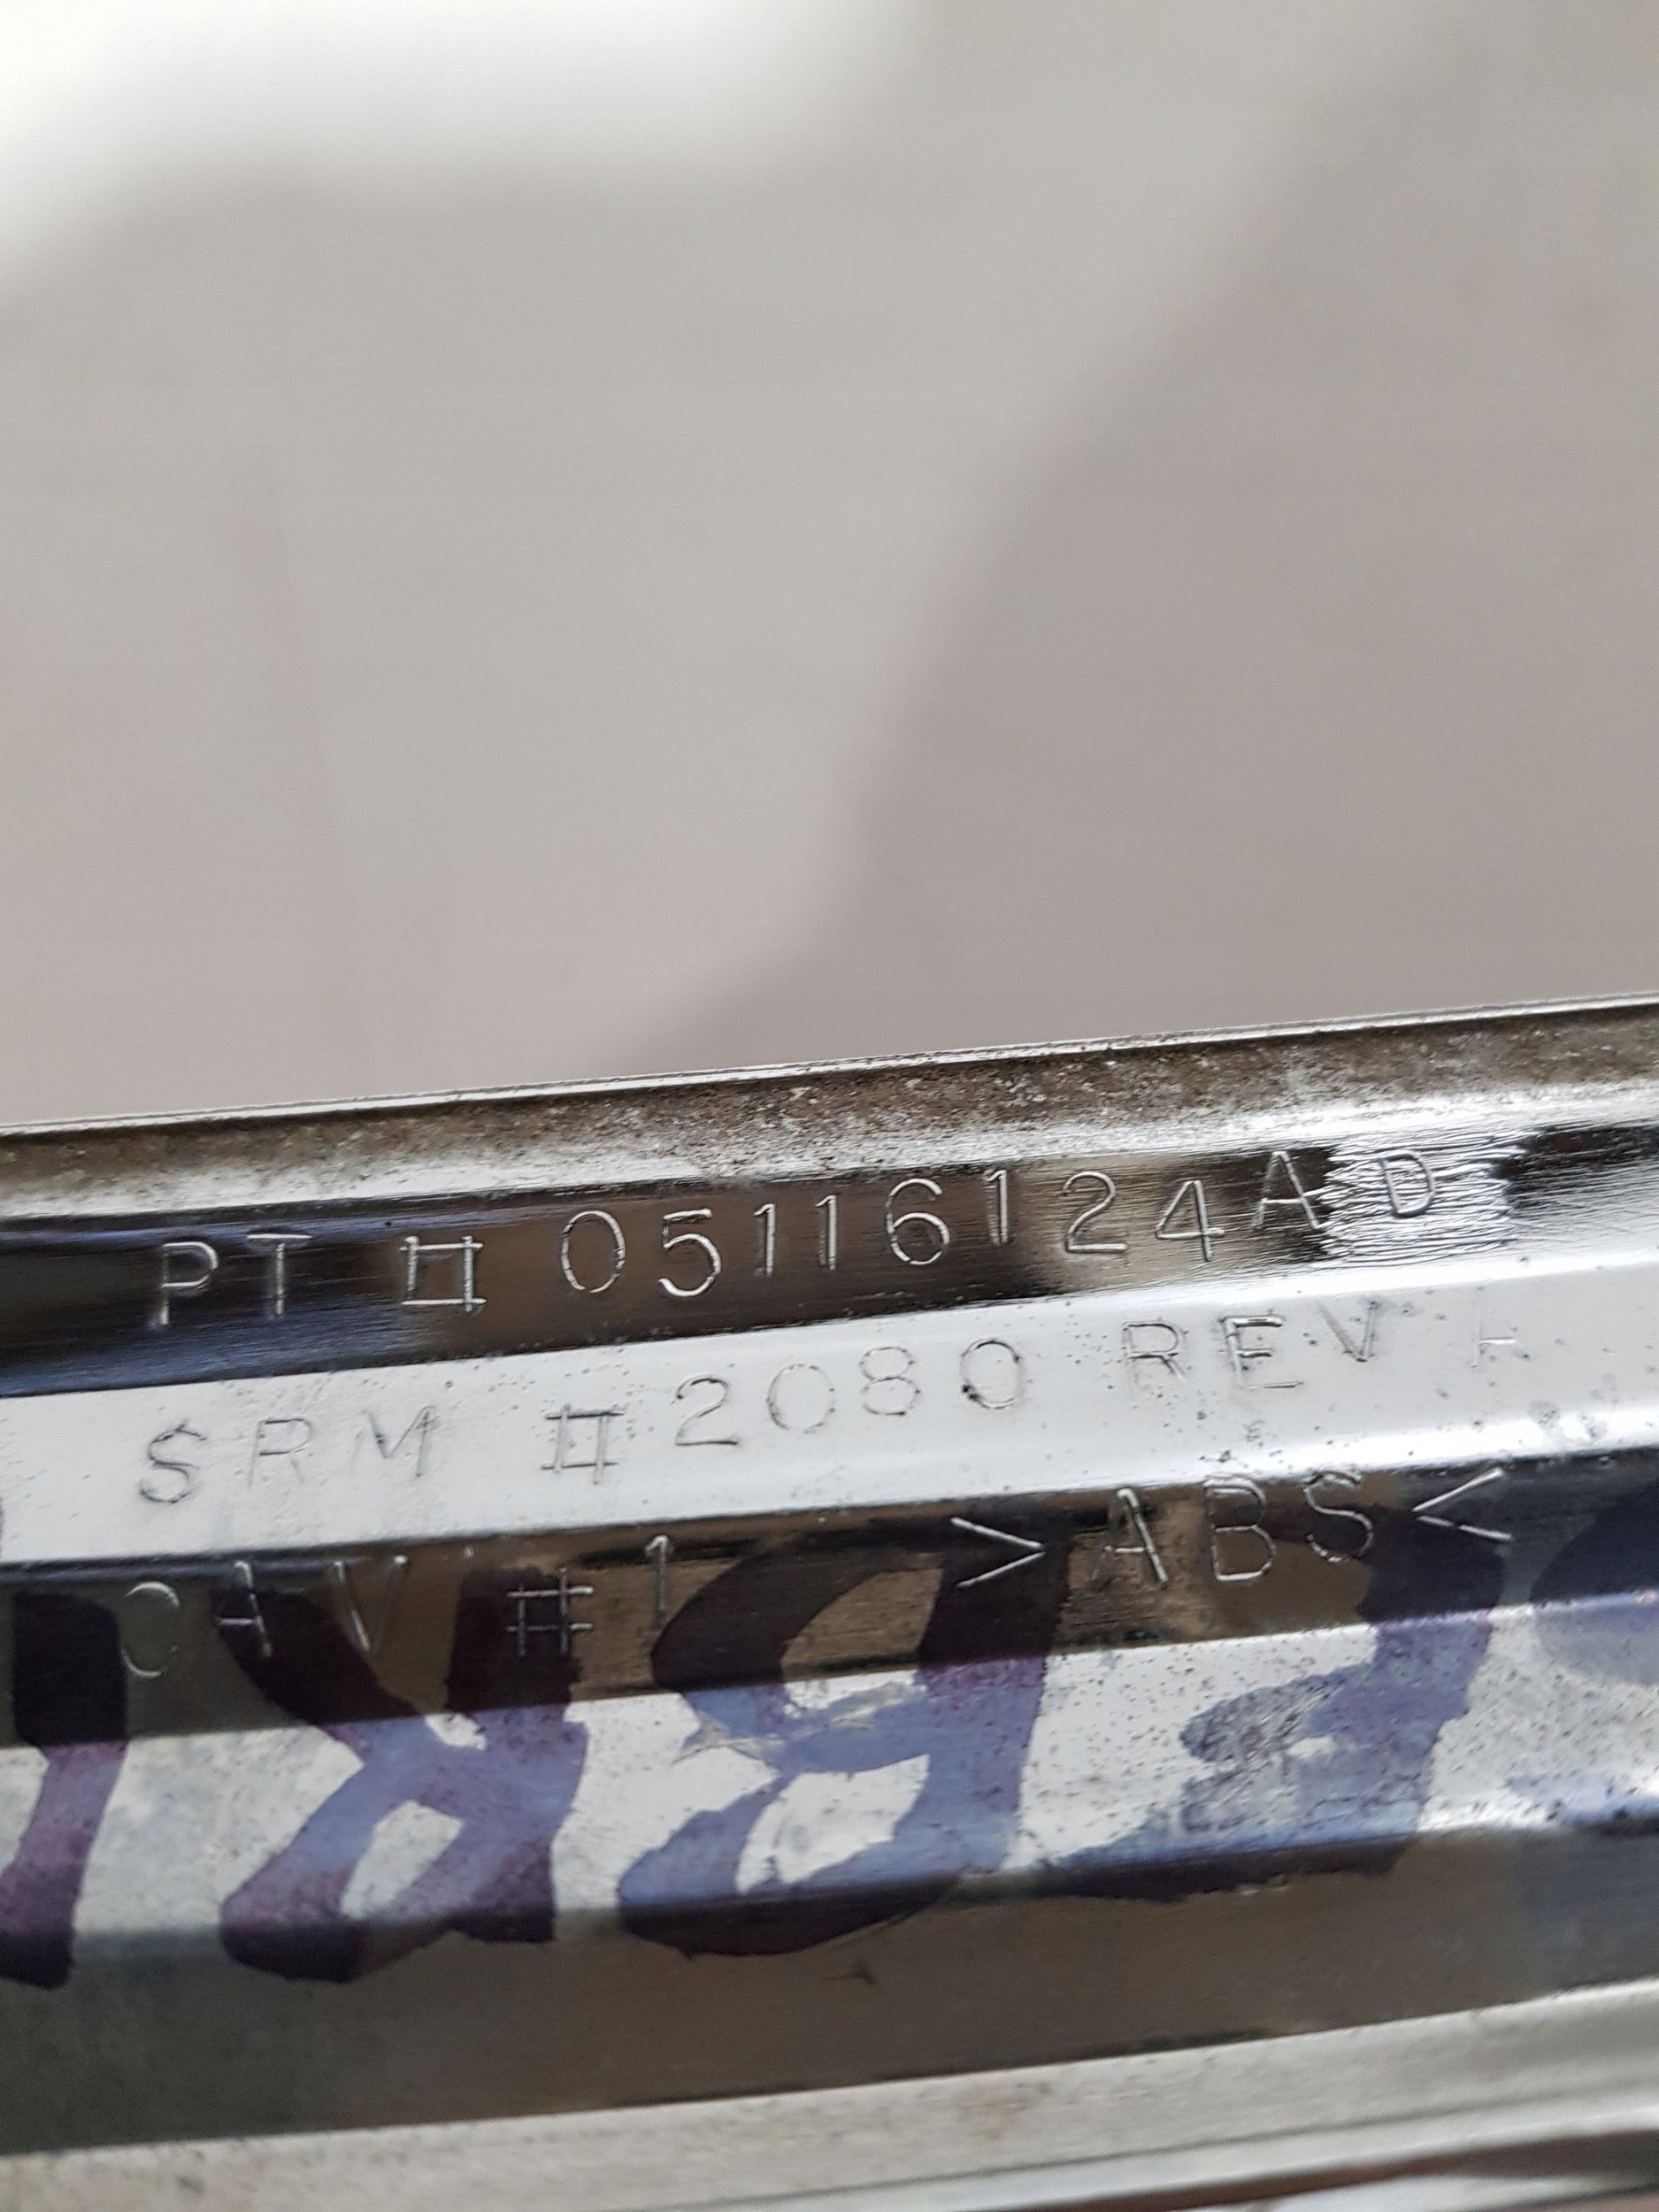 PT # 05116124AD
SRM #2080 REV A
CAV #1 >ABS<